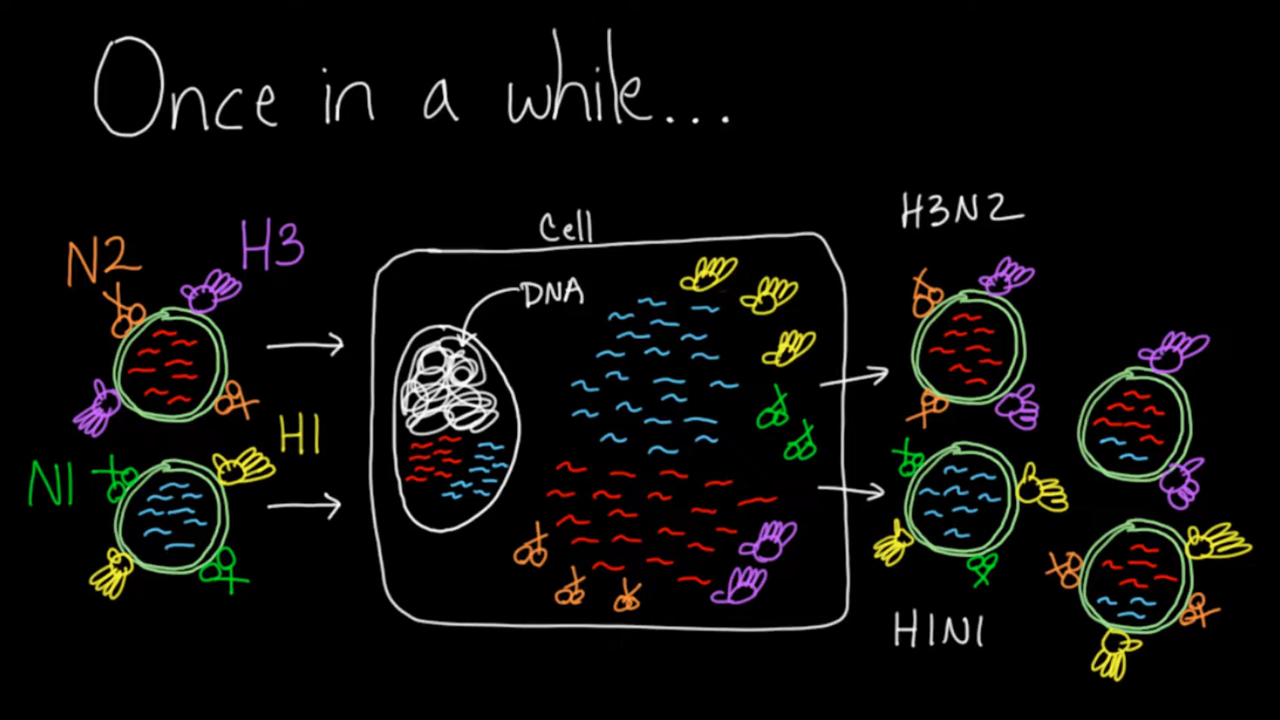 Once in a while...
H3N2
Cell
N2
H3
DNA
H1
N1
H1N1